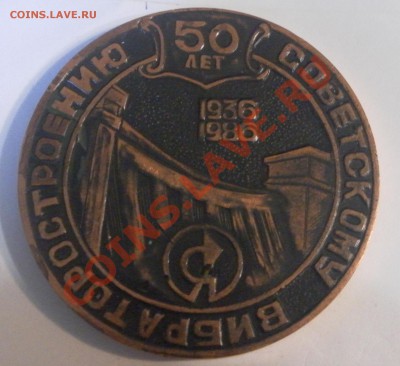 COINS.LAVE.RU
50
ЛЕТ
СОВЕТСКОМУ ВИБРАТОРОСТРОЕНИЮ
1936
1986
COINS.LAVE.RU